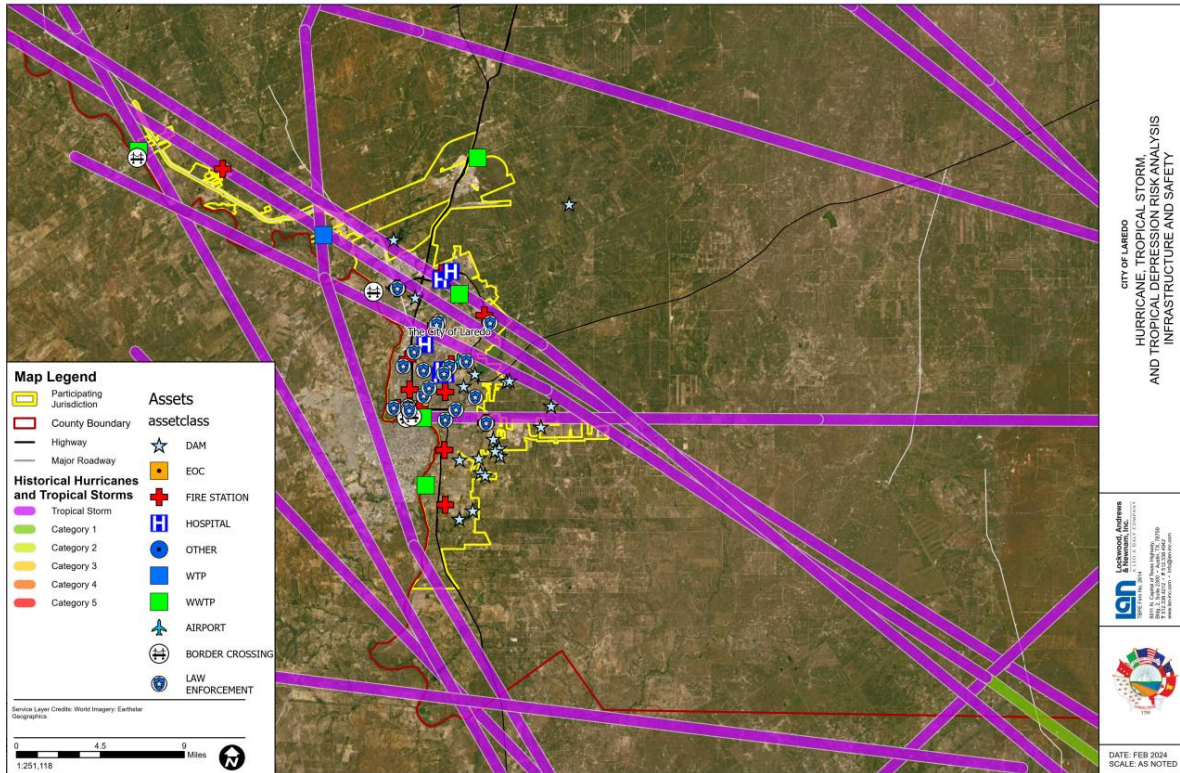 The City of Laredo
Map Legend
Participating
Jurisdiction
County Boundary
Highway
Major Roadway
Historical Hurricanes
and Tropical Storms
Tropical Storm
Category 1
Category 2
Category 3
Category 4
Category 5
Assets
assetclass
DAM
EOC
FIRE STATION
HOSPITAL
OTHER
WTP
WWTP
AIRPORT
BORDER CROSSING
LAW
ENFORCEMENT
Service Layer Credits: World Imagery: Earthstar
Geographics
0 4.5 9
Miles
1:251,118
N
CITY OF LAREDO
HURRICANE, TROPICAL STORM,
AND TROPICAL DEPRESSION RISK ANALYSIS
INFRASTRUCTURE AND SAFETY
lan
Lockwood, Andrews
& Newnam, Inc.
A LEO A DALY COMPANY
DATE: FEB 2024
SCALE: AS NOTED